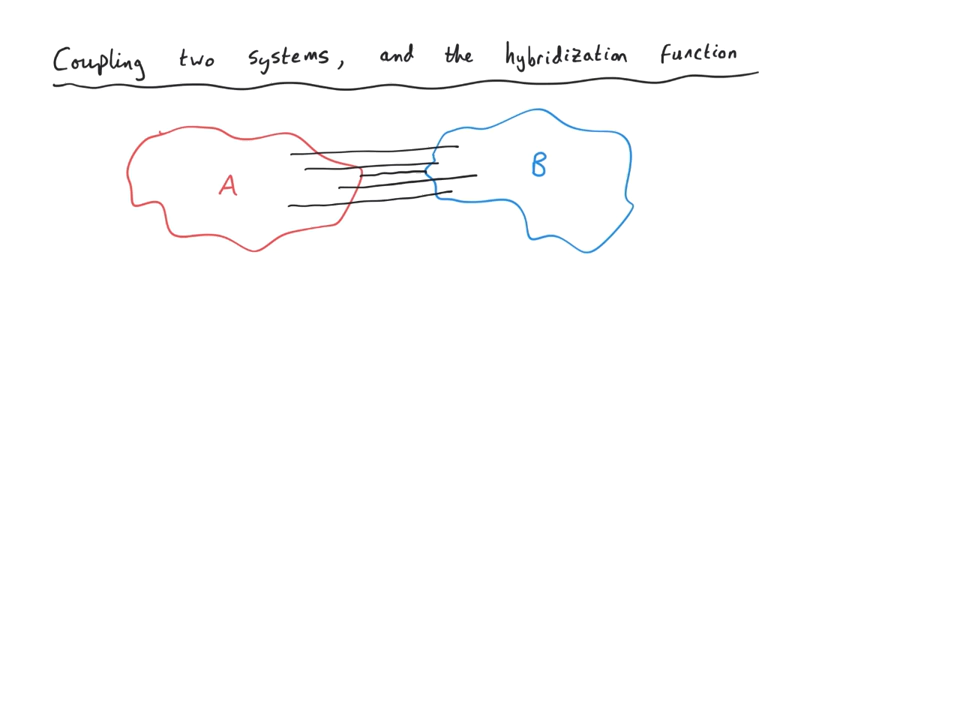 Coupling two systems, and the hybridization function
A
B